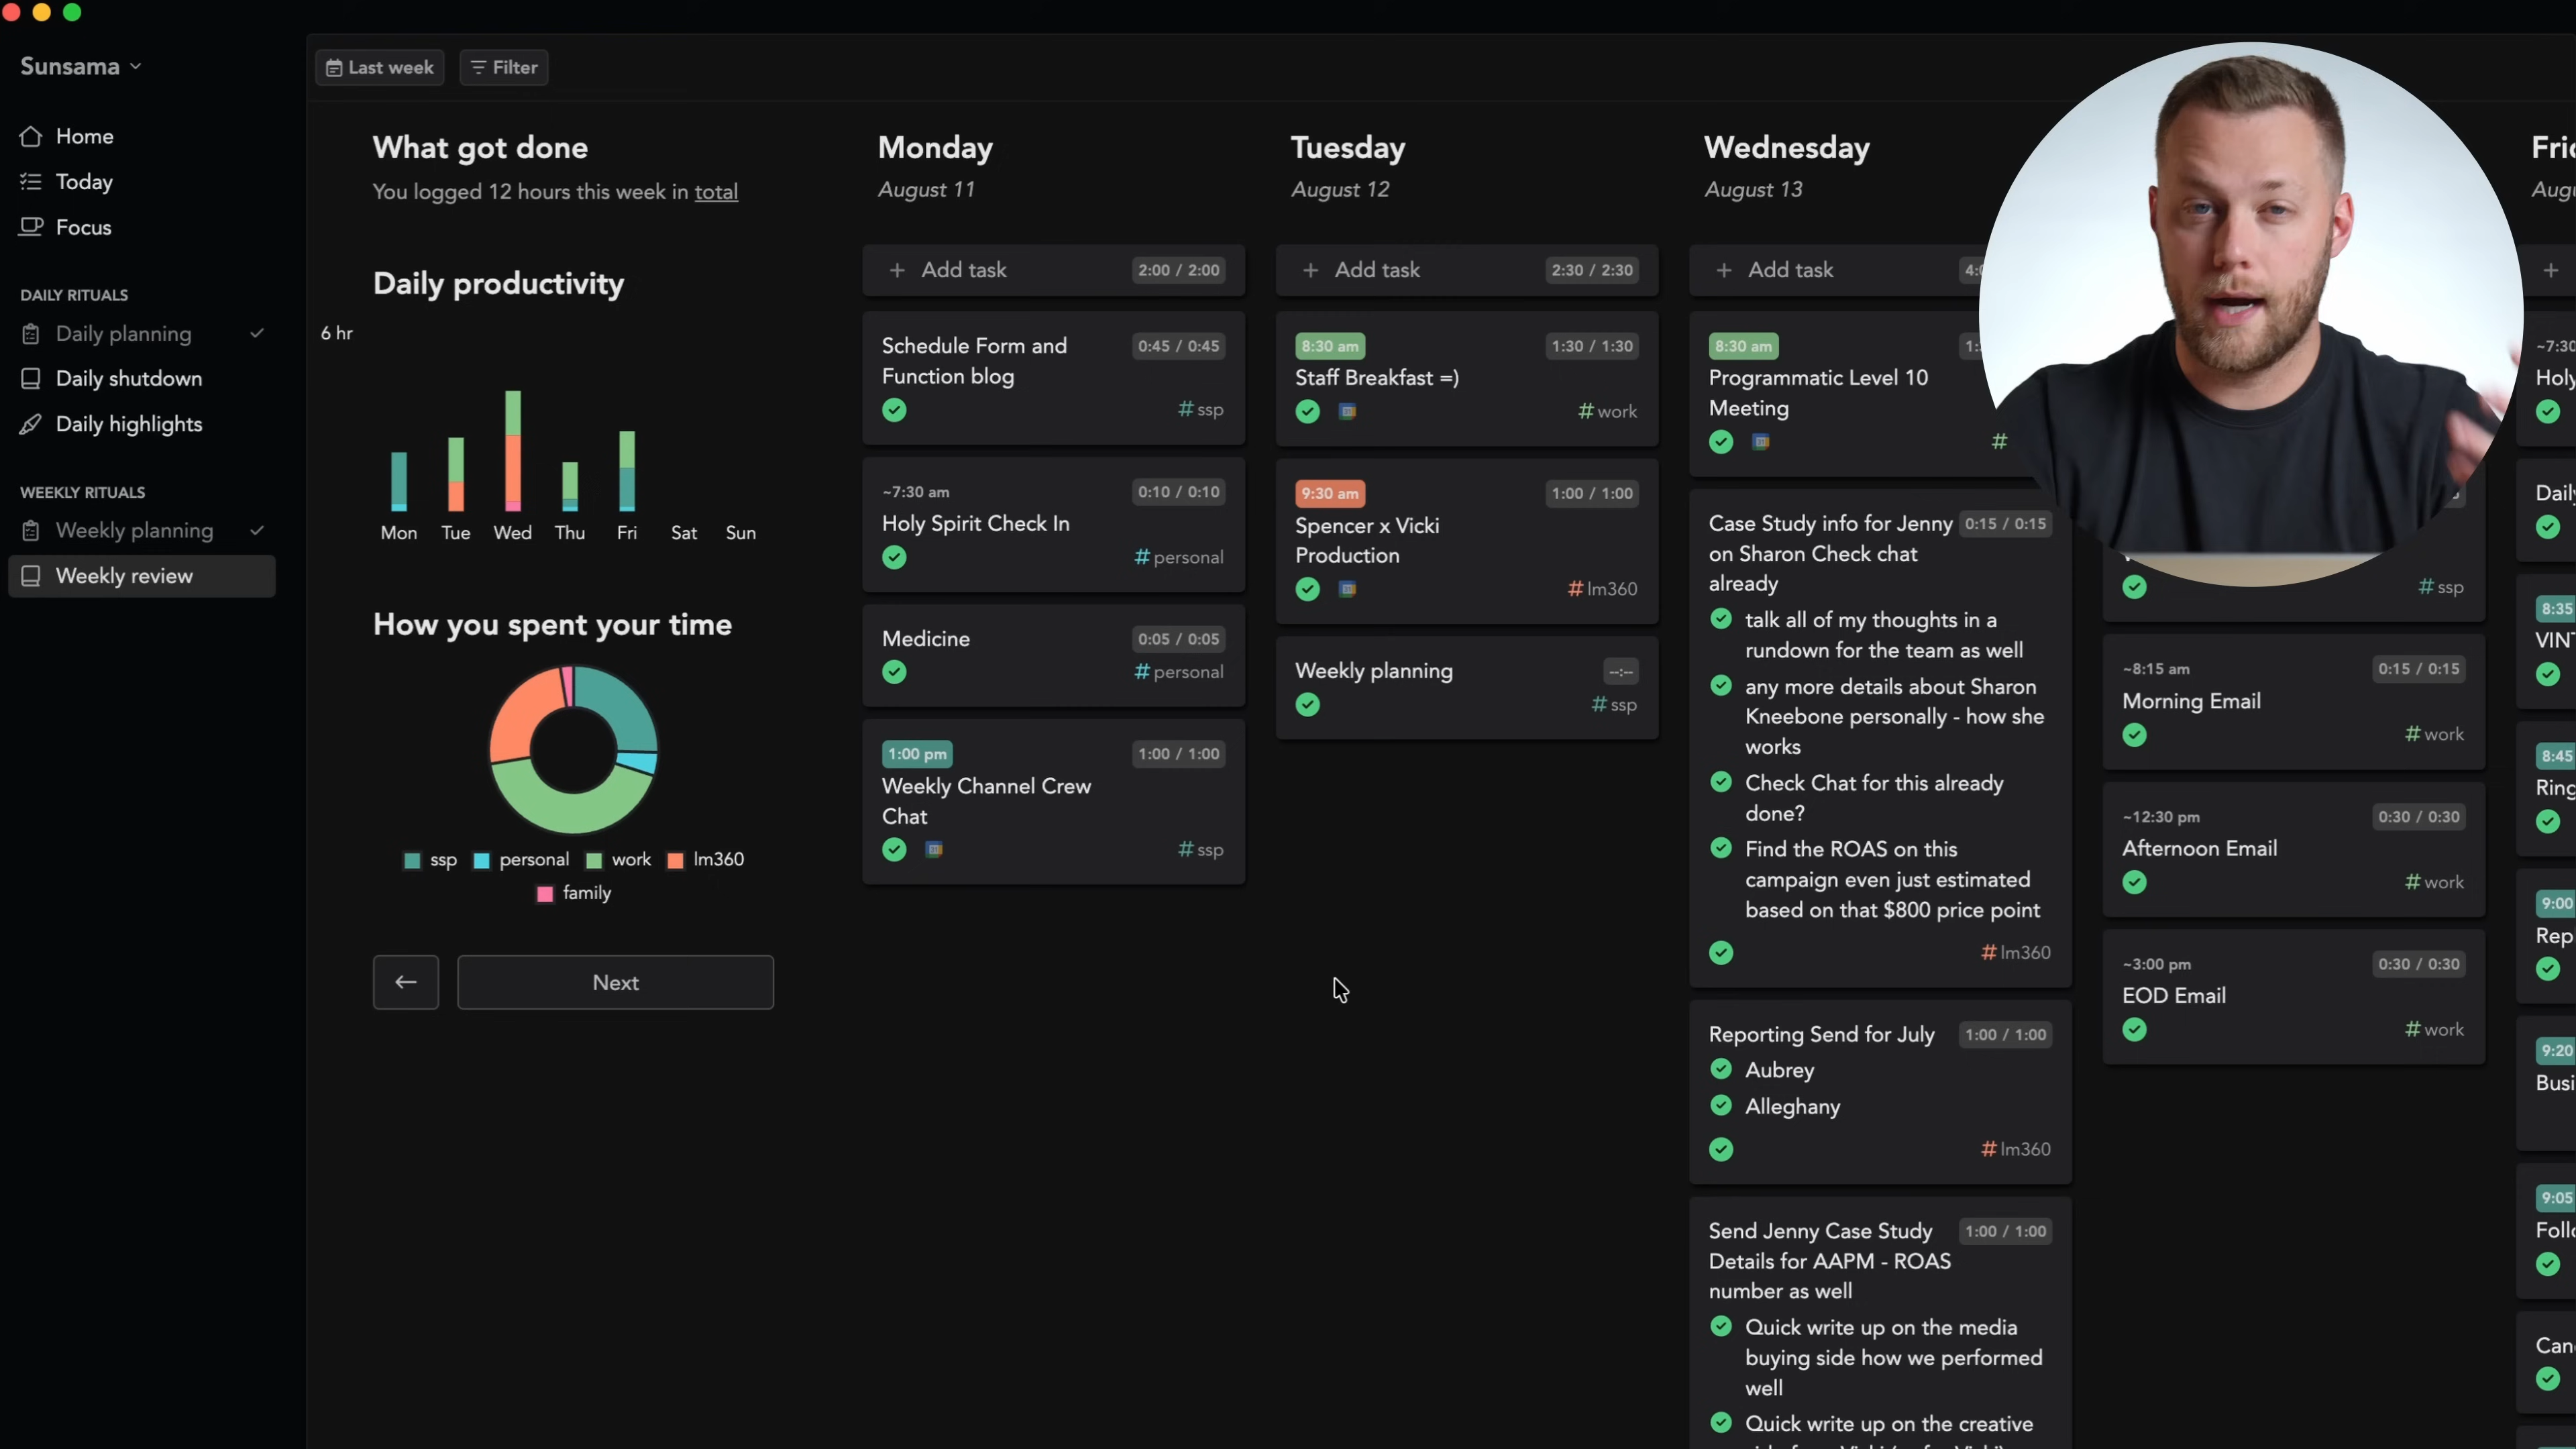 Sunsama
Home
Today
Focus
DAILY RITUALS
Daily planning
Daily shutdown
Daily highlights
WEEKLY RITUALS
Weekly planning
Weekly review
Last week
Filter
What got done
You logged 12 hours this week in total
Daily productivity
6 hr
Mon Tue Wed Thu Fri Sat Sun
How you spent your time
ssp personal work lm360
family
Next
Monday
August 11
+ Add task 2:00 / 2:00
Schedule Form and 0:45 / 0:45
Function blog
# ssp
~7:30 am 0:10 / 0:10
Holy Spirit Check In
# personal
Medicine 0:05 / 0:05
# personal
1:00 pm 1:00 / 1:00
Weekly Channel Crew
Chat
# ssp
Tuesday
August 12
+ Add task 2:30 / 2:30
8:30 am 1:30 / 1:30
Staff Breakfast =)
# work
9:30 am 1:00 / 1:00
Spencer x Vicki
Production
# lm360
Weekly planning --:--
# ssp
Wednesday
August 13
+ Add task
8:30 am
Programmatic Level 10
Meeting
#
Case Study info for Jenny 0:15 / 0:15
on Sharon Check chat
already
talk all of my thoughts in a
rundown for the team as well
any more details about Sharon
Kneebone personally - how she
works
Check Chat for this already
done?
Find the ROAS on this
campaign even just estimated
based on that $800 price point
# lm360
Reporting Send for July 1:00 / 1:00
Aubrey
Alleghany
# lm360
Send Jenny Case Study 1:00 / 1:00
Details for AAPM - ROAS
number as well
Quick write up on the media
buying side how we performed
well
Quick write up on the creative
# ssp
~8:15 am 0:15 / 0:15
Morning Email
# work
~12:30 pm 0:30 / 0:30
Afternoon Email
# work
~3:00 pm 0:30 / 0:30
EOD Email
# work
+
~7:30
Holy
8:35
8:45
9:00
9:20
9:05